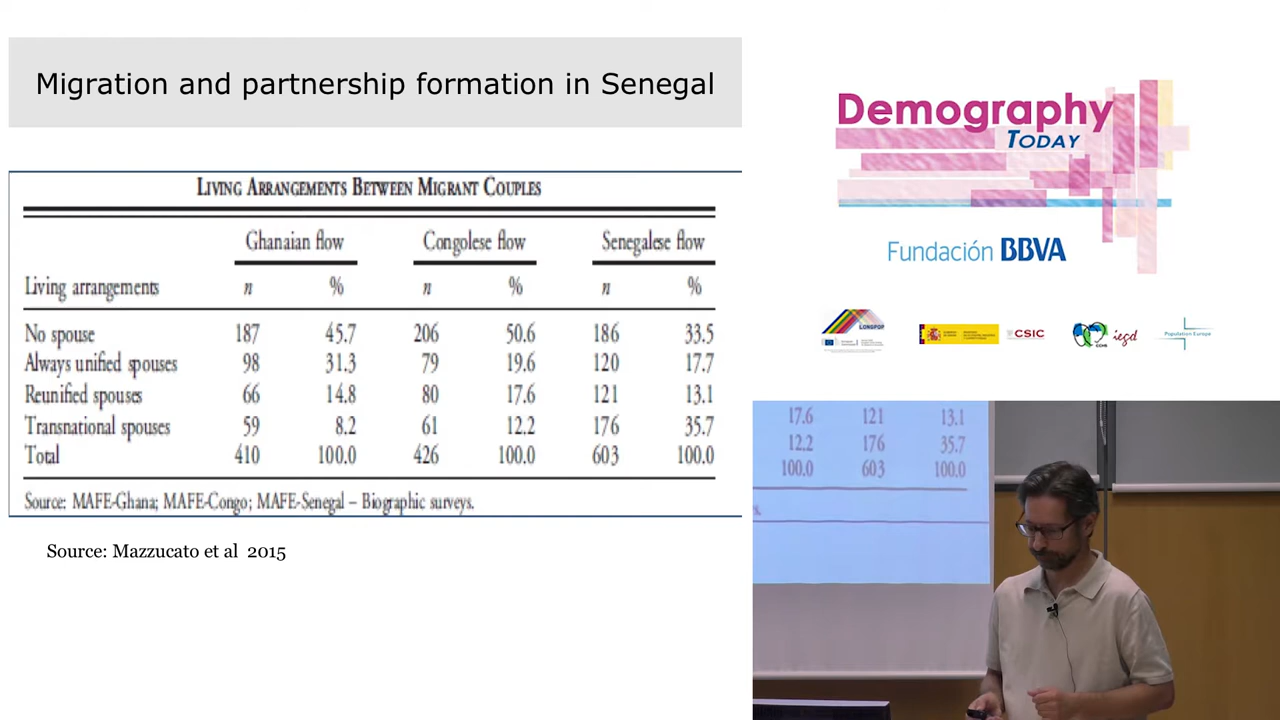 Migration and partnership formation in Senegal
LIVING ARRANGEMENTS BETWEEN MIGRANT COUPLES
Ghanaian flow Congolese flow Senegalese flow
Living arrangements n % n % n %
No spouse 187 45.7 206 50.6 186 33.5
Always unified spouses 98 31.3 79 19.6 120 17.7
Reunified spouses 66 14.8 80 17.6 121 13.1
Transnational spouses 59 8.2 61 12.2 176 35.7
Total 410 100.0 426 100.0 603 100.0
Source: MAFE-Ghana; MAFE-Congo; MAFE-Senegal – Biographic surveys.
Source: Mazzucato et al 2015
Demography
TODAY
Fundación BBVA
LONGPOP
CSIC
CCHS
iegd
Population Europe
17.6 121 13.1
12.2 176 35.7
100.0 603 100.0